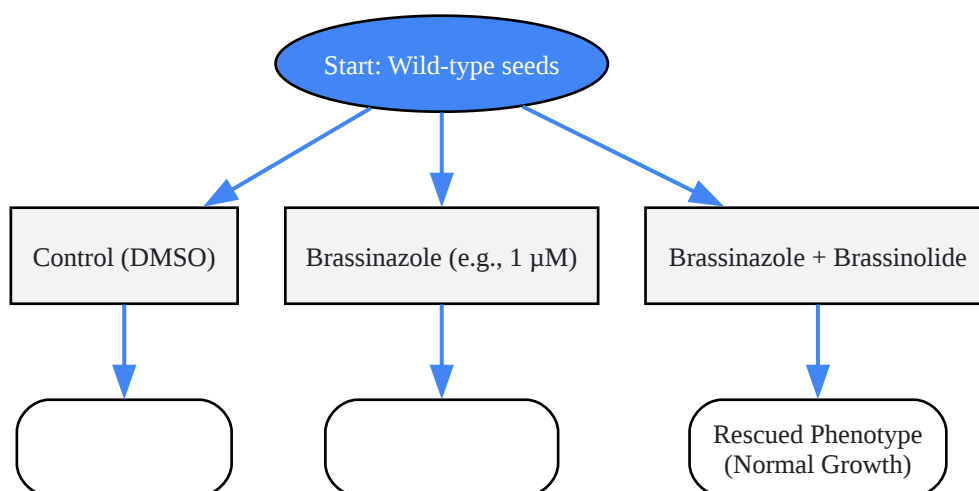 Start: Wild-type seeds
Control (DMSO)
Brassinazole (e.g., 1 µM)
Brassinazole + Brassinolide
Rescued Phenotype
(Normal Growth)